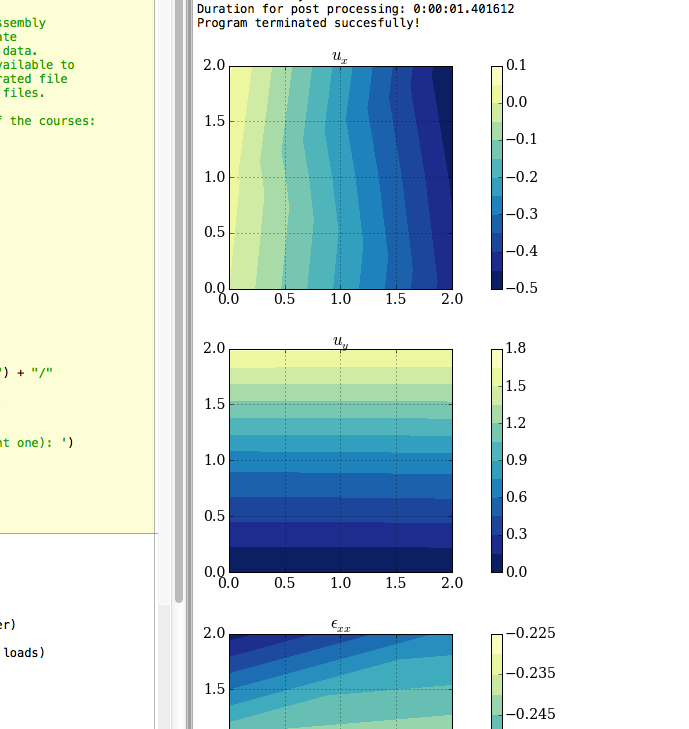 ssembly
ate
data.
vailable to
rated file
files.
f the courses:
") + "/"
nt one): ')
er)
loads)
Duration for post processing: 0:00:01.401612
Program terminated succesfully!
u_x
2.0
1.5
1.0
0.5
0.0
0.0 0.5 1.0 1.5 2.0
0.1
0.0
−0.1
−0.2
−0.3
−0.4
−0.5
u_y
2.0
1.5
1.0
0.5
0.0
0.0 0.5 1.0 1.5 2.0
1.8
1.5
1.2
0.9
0.6
0.3
0.0
ϵ_xx
2.0
1.5
−0.225
−0.235
−0.245